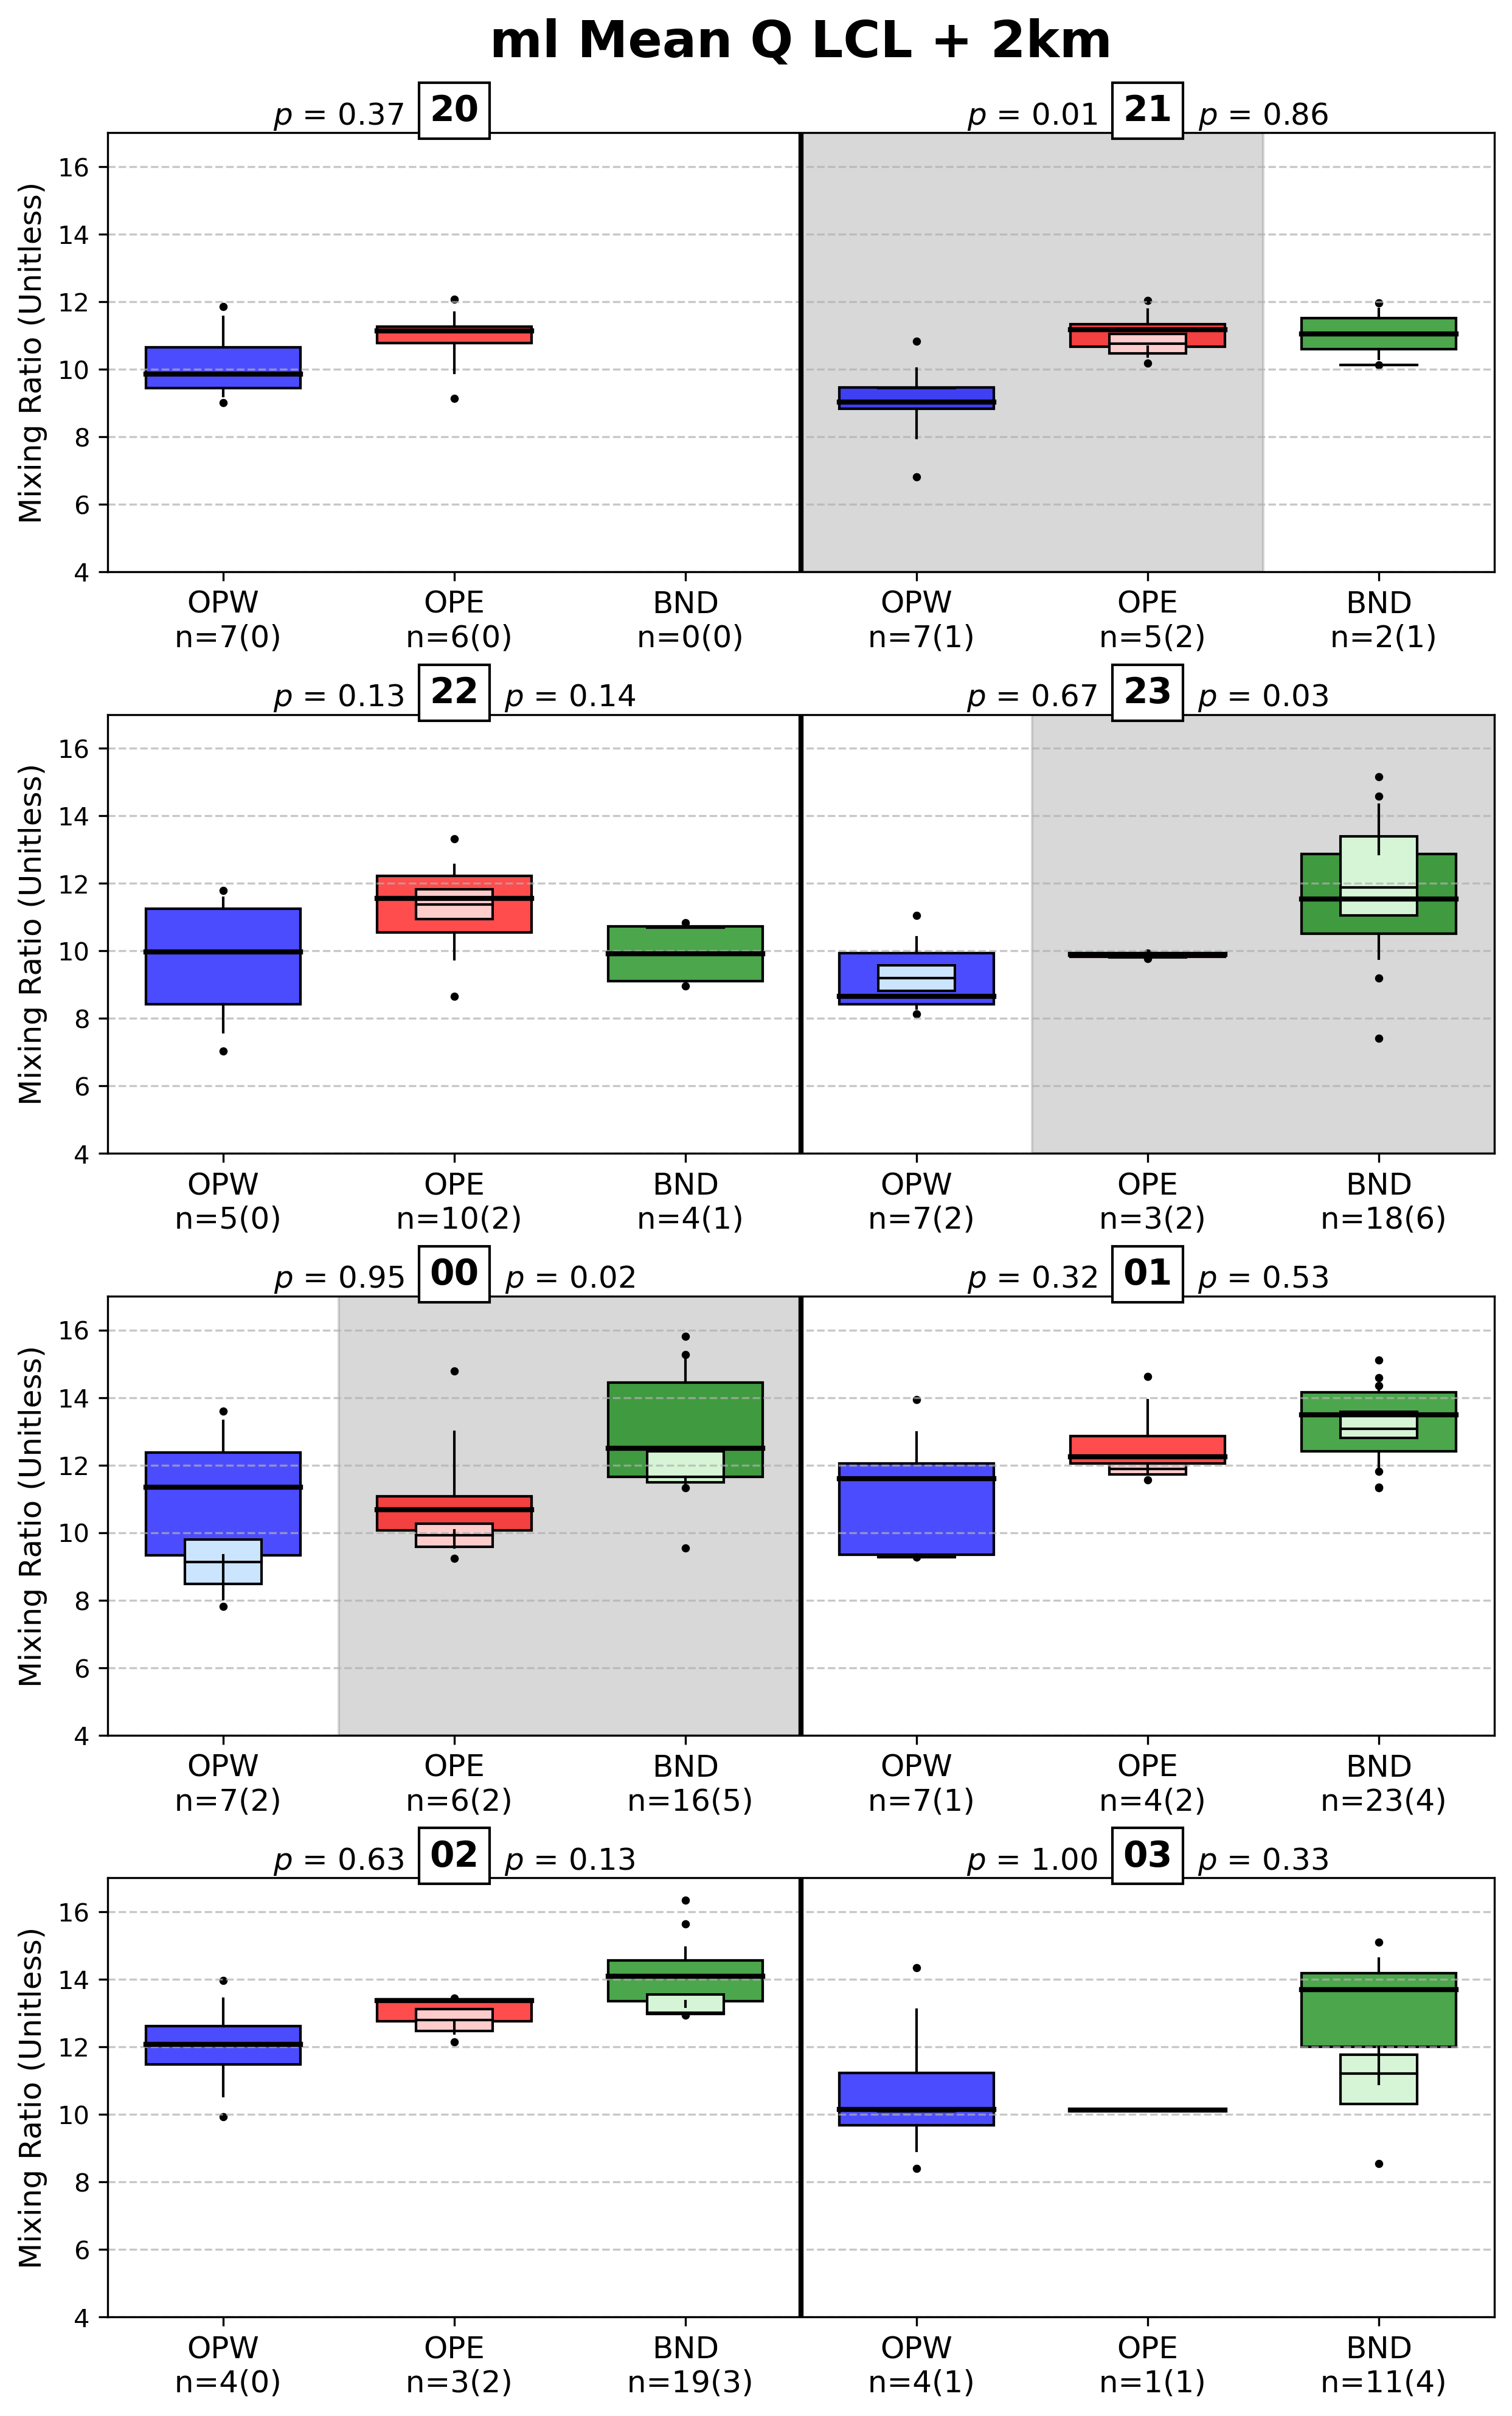 ml Mean Q LCL + 2km
p = 0.37 20
p = 0.01 21 p = 0.86
Mixing Ratio (Unitless)
16
14
12
10
8
6
4
OPW OPE BND OPW OPE BND
n=7(0) n=6(0) n=0(0) n=7(1) n=5(2) n=2(1)
p = 0.13 22 p = 0.14
p = 0.67 23 p = 0.03
Mixing Ratio (Unitless)
16
14
12
10
8
6
4
OPW OPE BND OPW OPE BND
n=5(0) n=10(2) n=4(1) n=7(2) n=3(2) n=18(6)
p = 0.95 00 p = 0.02
p = 0.32 01 p = 0.53
Mixing Ratio (Unitless)
16
14
12
10
8
6
4
OPW OPE BND OPW OPE BND
n=7(2) n=6(2) n=16(5) n=7(1) n=4(2) n=23(4)
p = 0.63 02 p = 0.13
p = 1.00 03 p = 0.33
Mixing Ratio (Unitless)
16
14
12
10
8
6
4
OPW OPE BND OPW OPE BND
n=4(0) n=3(2) n=19(3) n=4(1) n=1(1) n=11(4)